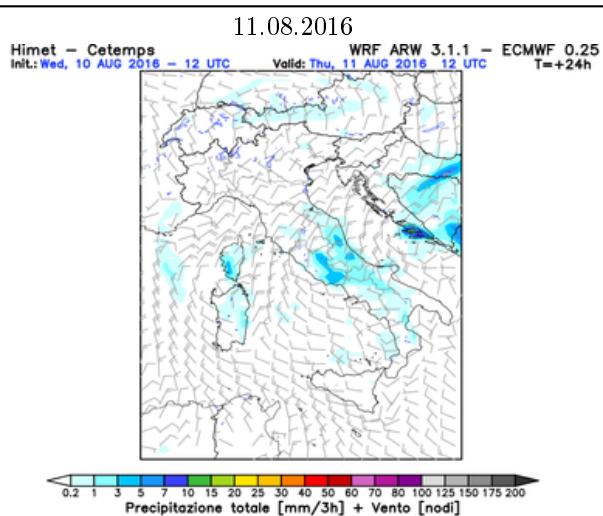 11.08.2016
Himet – Cetemps WRF ARW 3.1.1 – ECMWF 0.25
Init.: Wed, 10 AUG 2016 – 12 UTC Valid: Thu, 11 AUG 2016 12 UTC T=+24h
0.2 1 3 5 7 10 15 20 25 30 40 50 60 70 80 100 125 150 175 200
Precipitazione totale [mm/3h] + Vento [nodi]